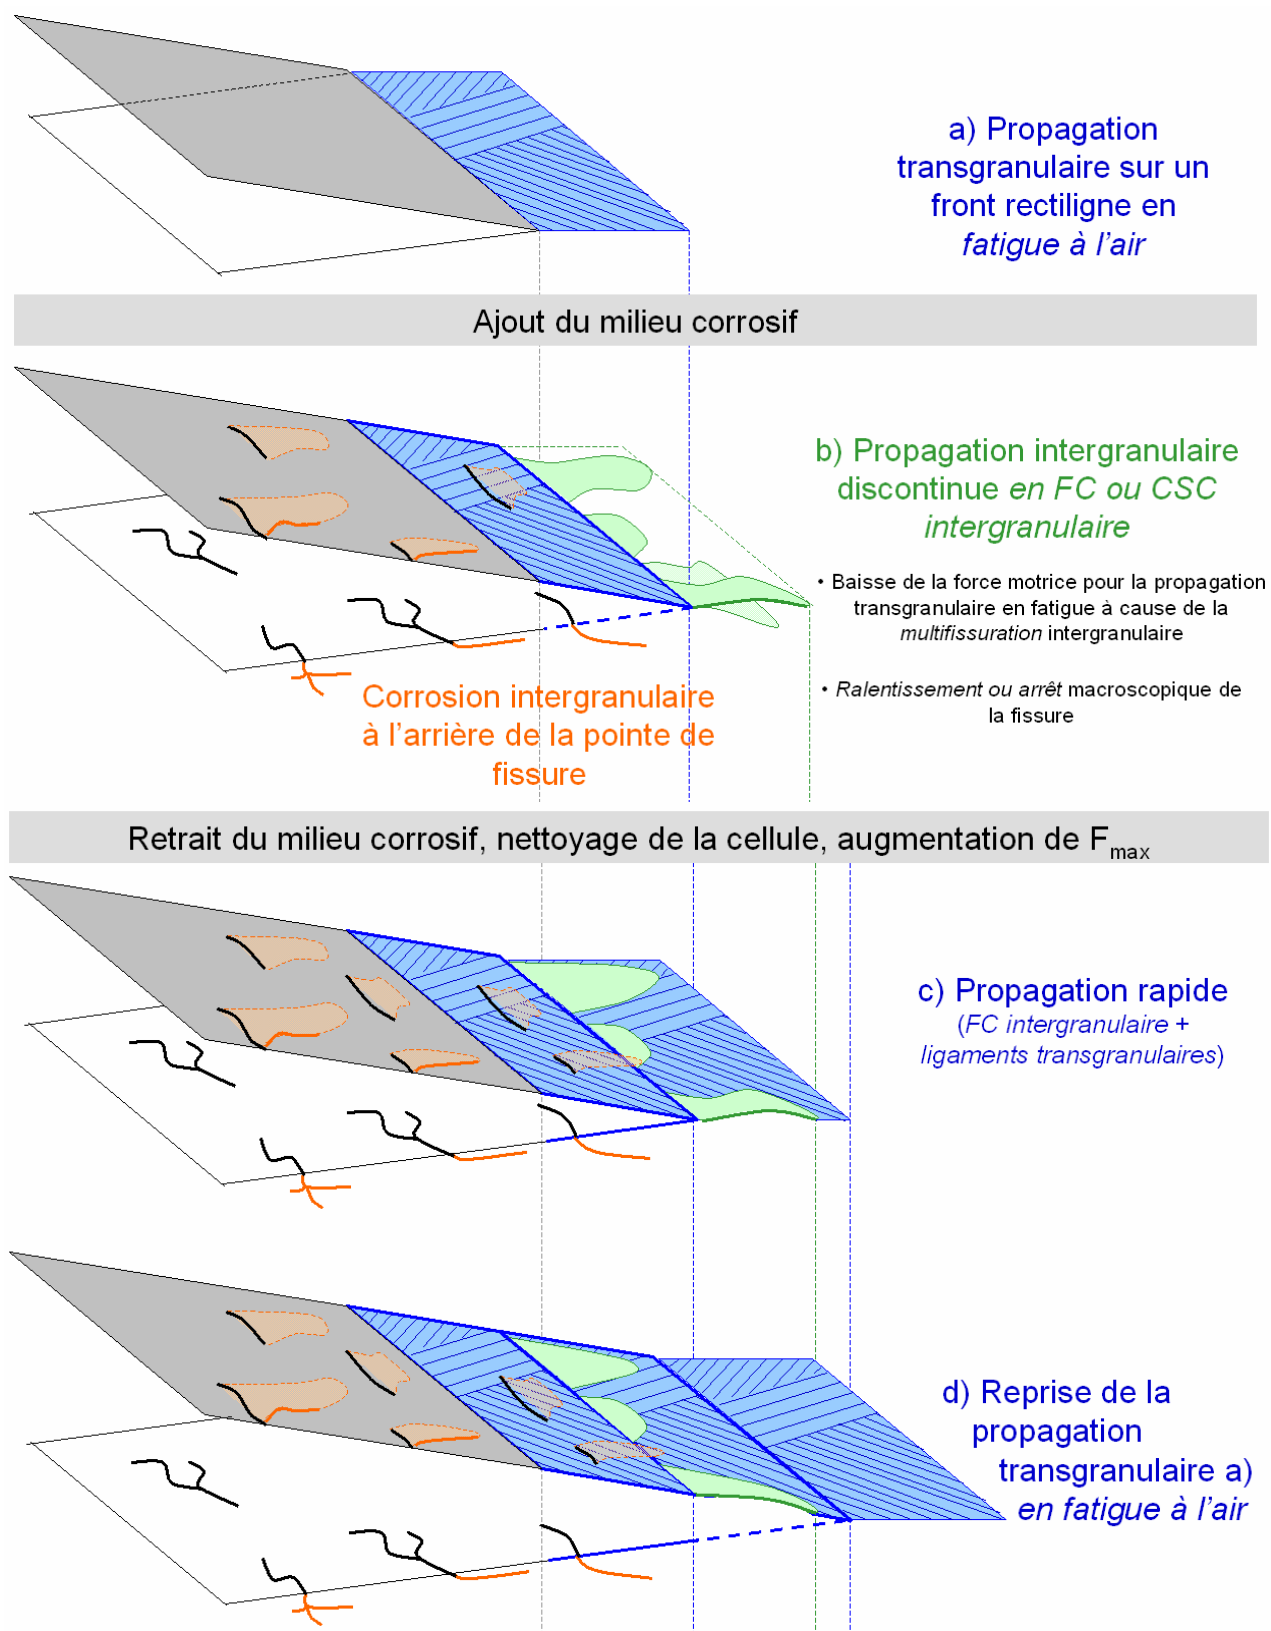 a) Propagation
transgranulaire sur un
front rectiligne en
fatigue à l’air
Ajout du milieu corrosif
b) Propagation intergranulaire
discontinue en FC ou CSC
intergranulaire
• Baisse de la force motrice pour la propagation
transgranulaire en fatigue à cause de la
multifissuration intergranulaire
• Ralentissement ou arrêt macroscopique de
la fissure
Corrosion intergranulaire
à l’arrière de la pointe de
fissure
Retrait du milieu corrosif, nettoyage de la cellule, augmentation de Fmax
c) Propagation rapide
(FC intergranulaire +
ligaments transgranulaires)
d) Reprise de la
propagation
transgranulaire a)
en fatigue à l’air